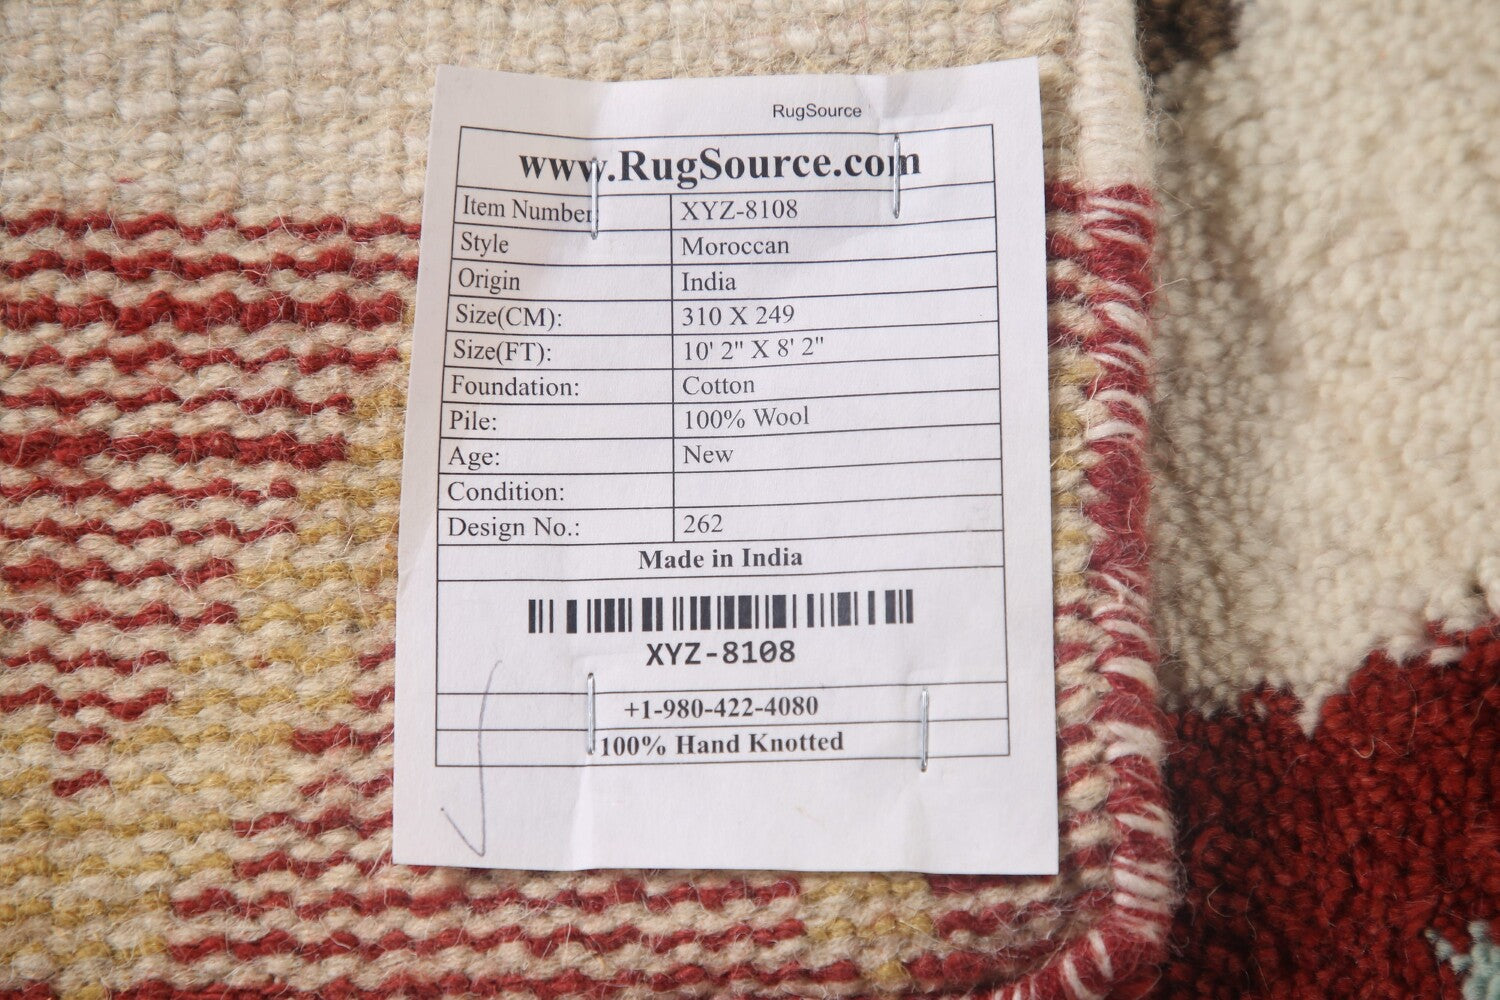 RugSource
www.RugSource.com
Item Number: XYZ-8108
Style Moroccan
Origin India
Size(CM): 310 X 249
Size(FT): 10' 2" X 8' 2"
Foundation: Cotton
Pile: 100% Wool
Age: New
Condition:
Design No.: 262
Made in India
XYZ-8108
+1-980-422-4080
100% Hand Knotted